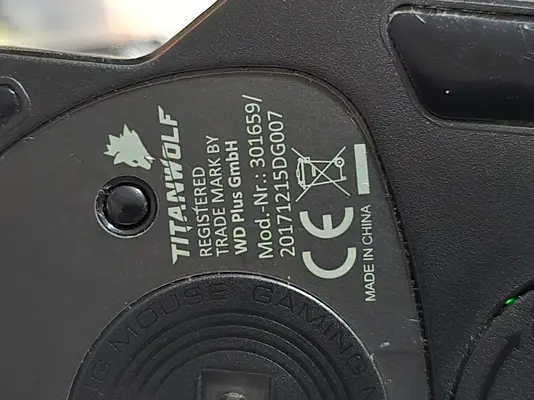 TITANWOLF
REGISTERED
TRADE MARK BY
WD Plus GmbH
Mod.-Nr.: 301659/
20171215DG007
CE
MADE IN CHINA
MOUSE GAMING